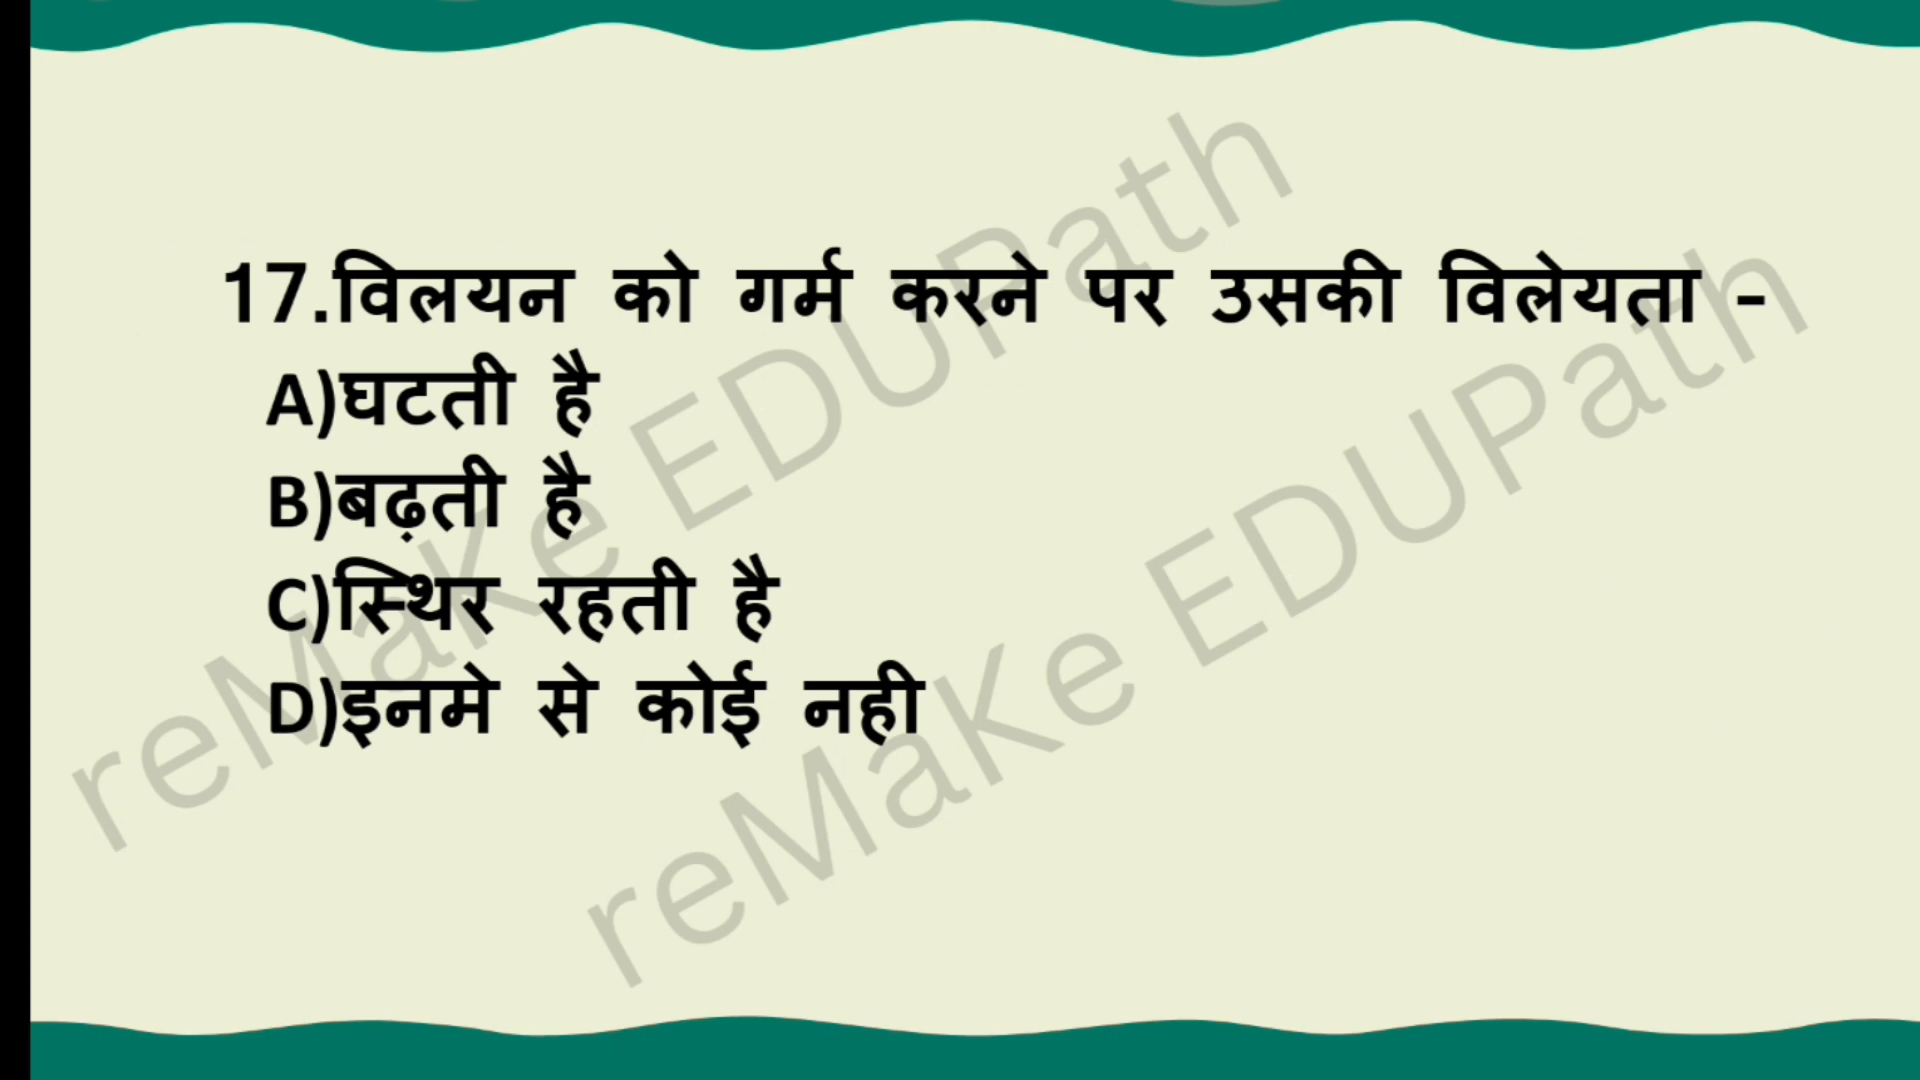 17.विलयन को गर्म करने पर उसकी विलेयता -
A)घटती है
B)बढ़ती है
C)स्थिर रहती है
D)इनमे से कोई नही
reMaKe EDUPath
reMaKe EDUPath